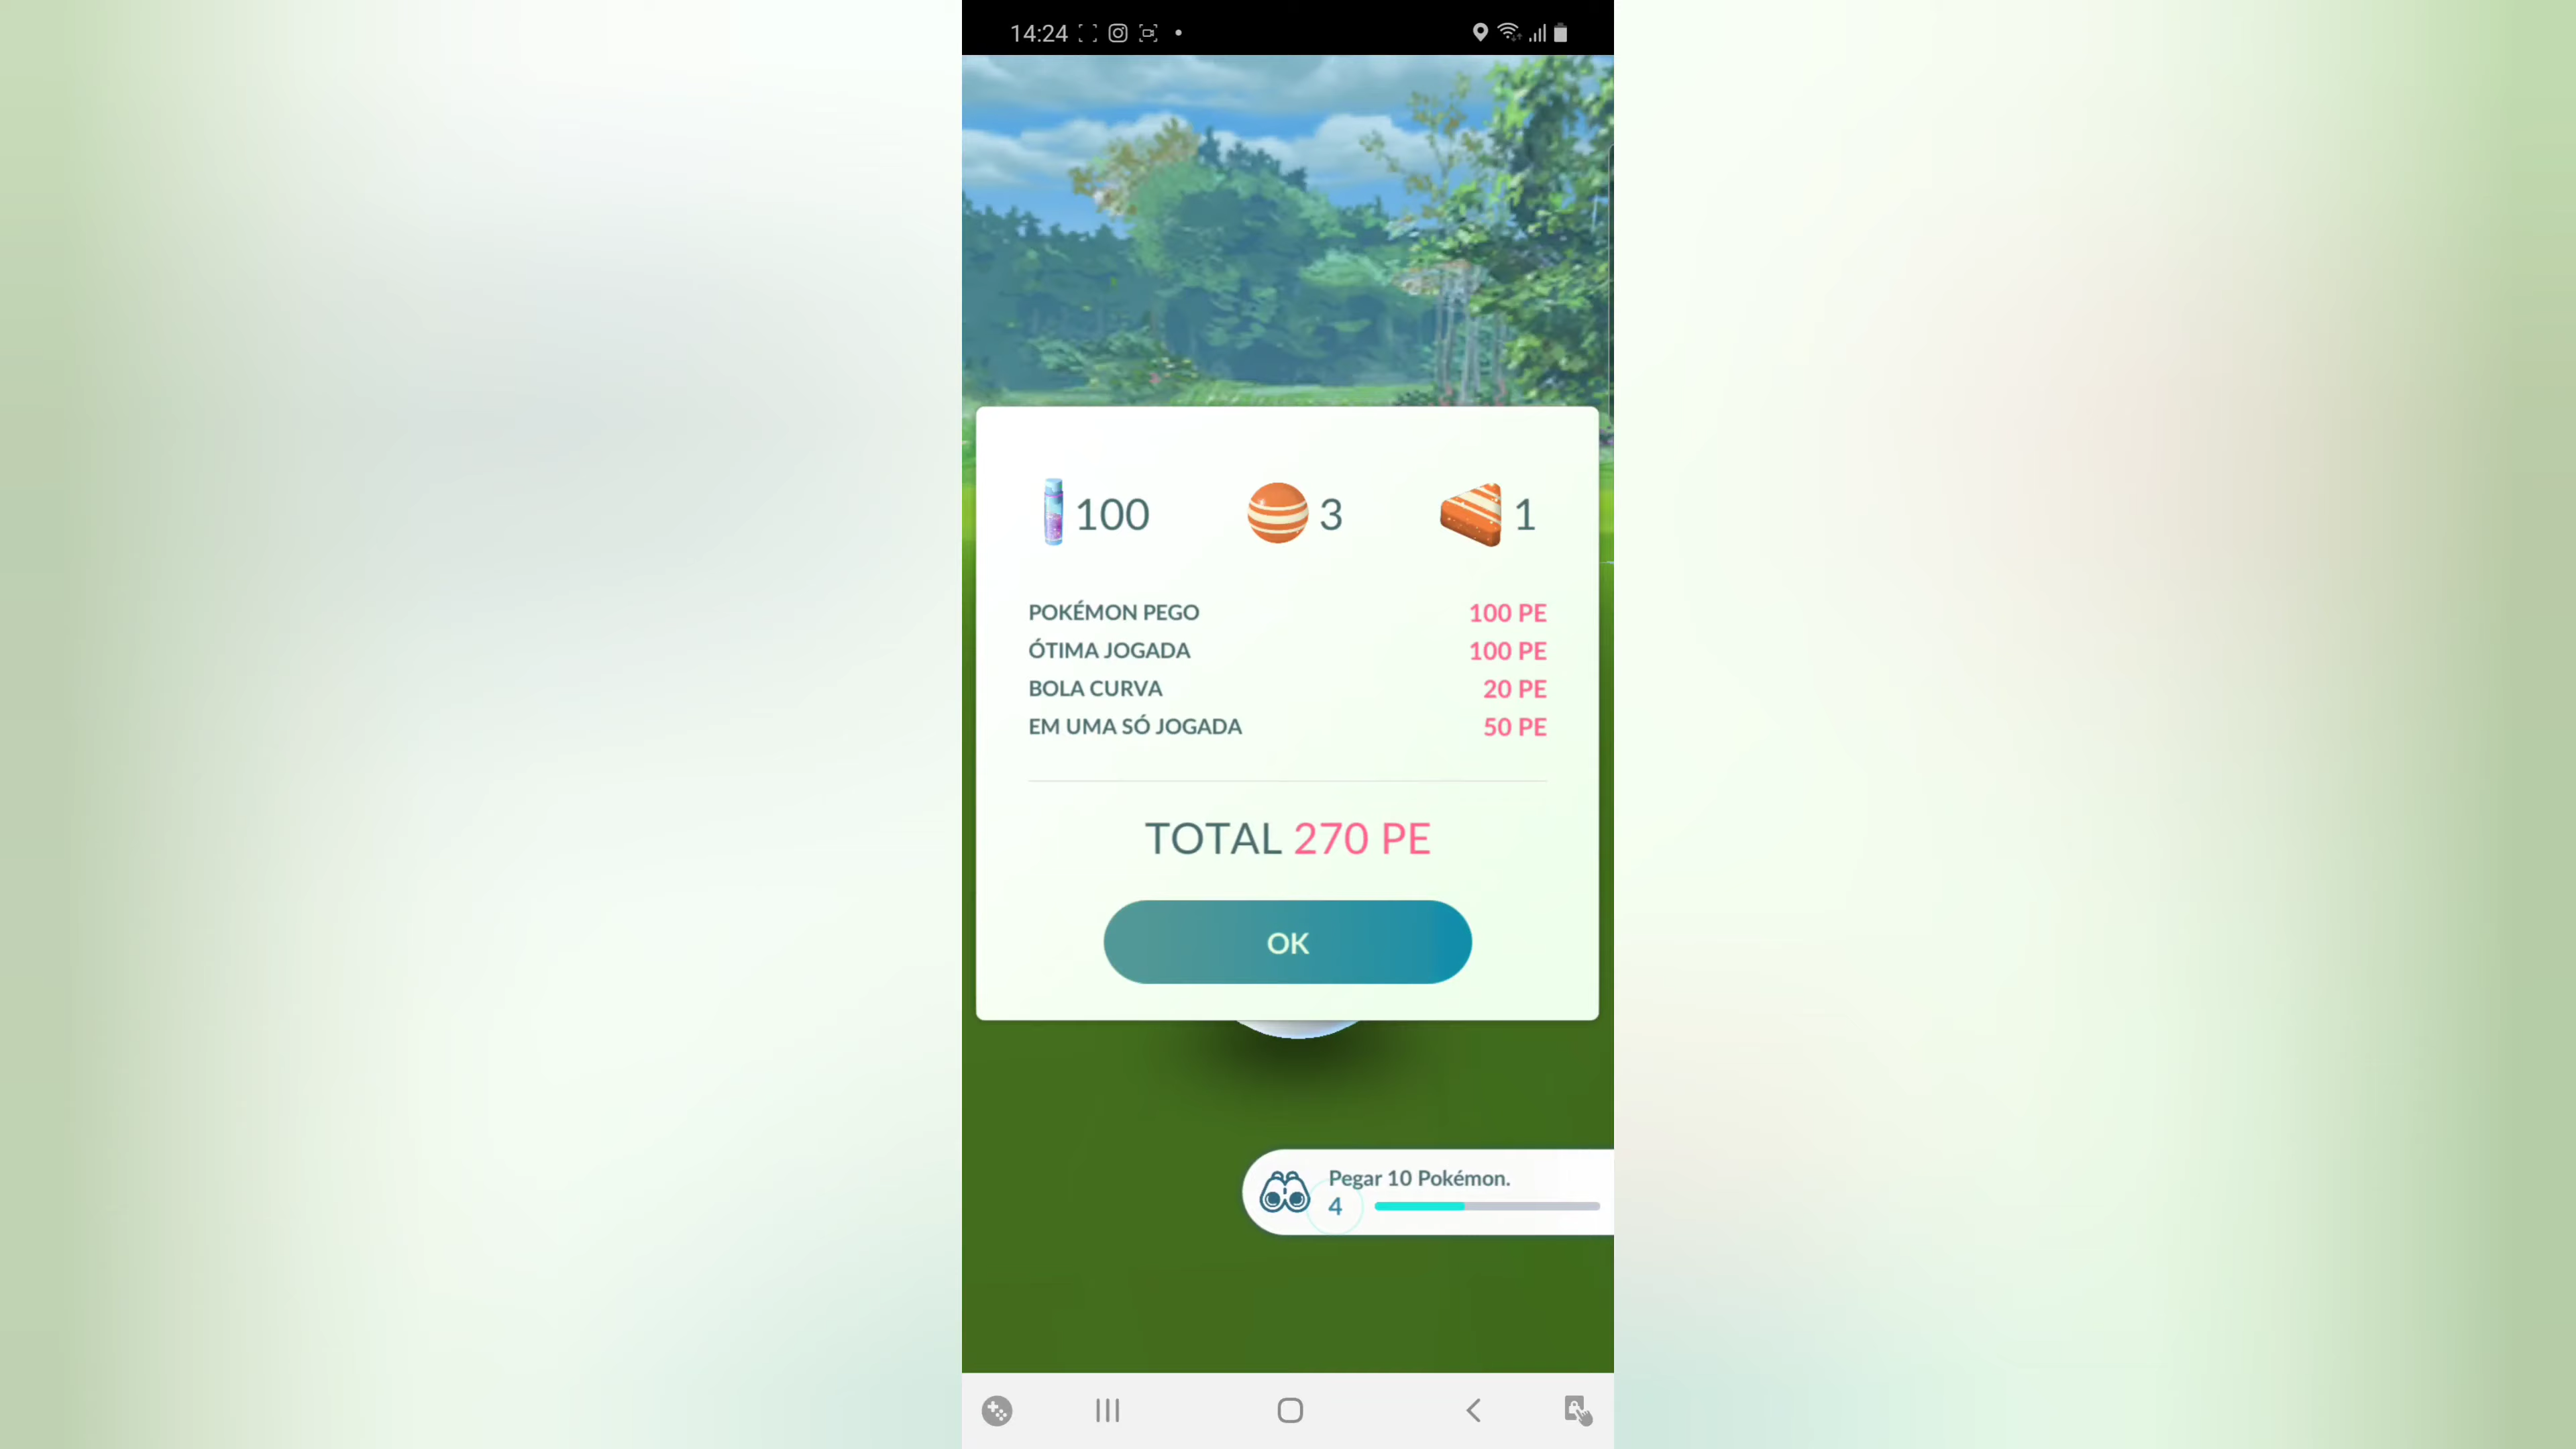 14:24
100 3 1
POKÉMON PEGO 100 PE
ÓTIMA JOGADA 100 PE
BOLA CURVA 20 PE
EM UMA SÓ JOGADA 50 PE
TOTAL 270 PE
OK
Pegar 10 Pokémon.
4